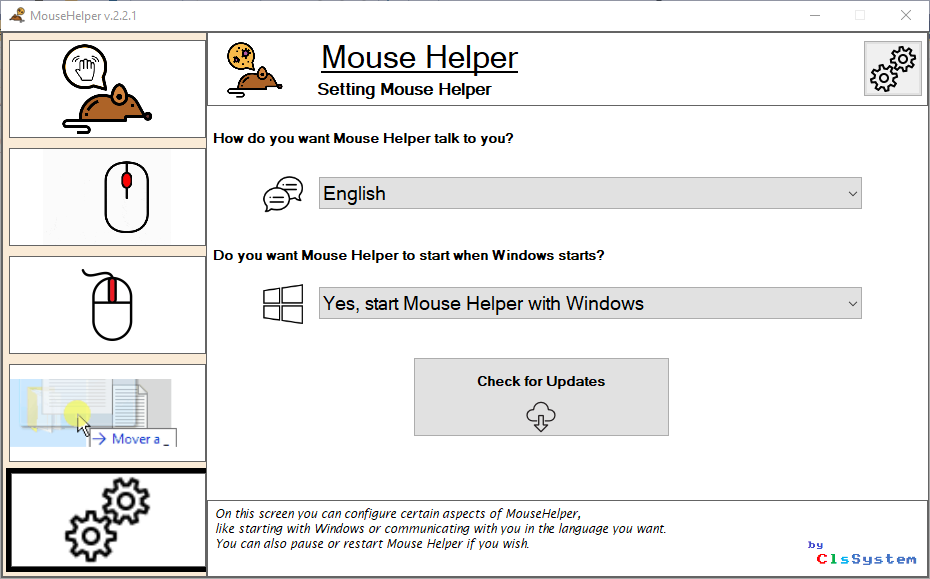 MouseHelper v.2.2.1
Mouse Helper
Setting Mouse Helper
How do you want Mouse Helper talk to you?
English
Do you want Mouse Helper to start when Windows starts?
Yes, start Mouse Helper with Windows
Check for Updates
Mover a _
On this screen you can configure certain aspects of MouseHelper,
like starting with Windows or communicating with you in the language you want.
You can also pause or restart Mouse Helper if you wish.
by
ClsSystem